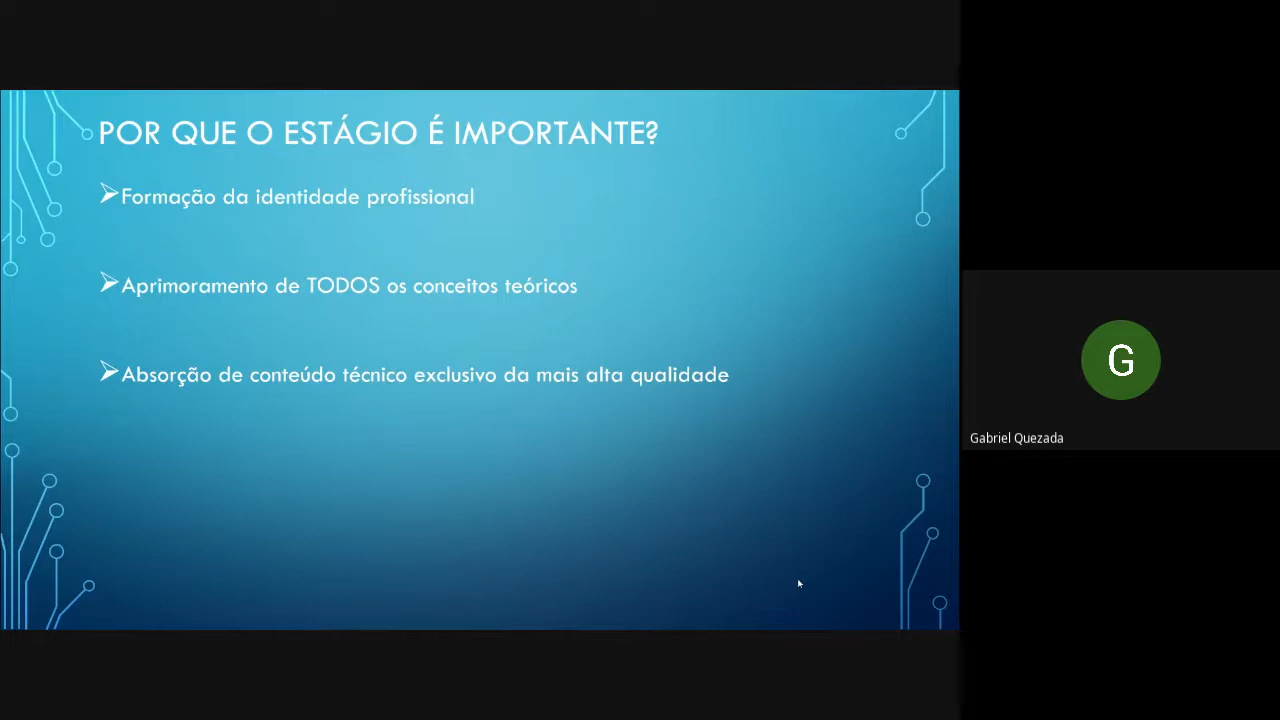 POR QUE O ESTÁGIO É IMPORTANTE?
➢Formação da identidade profissional
➢Aprimoramento de TODOS os conceitos teóricos
➢Absorção de conteúdo técnico exclusivo da mais alta qualidade
G
Gabriel Quezada